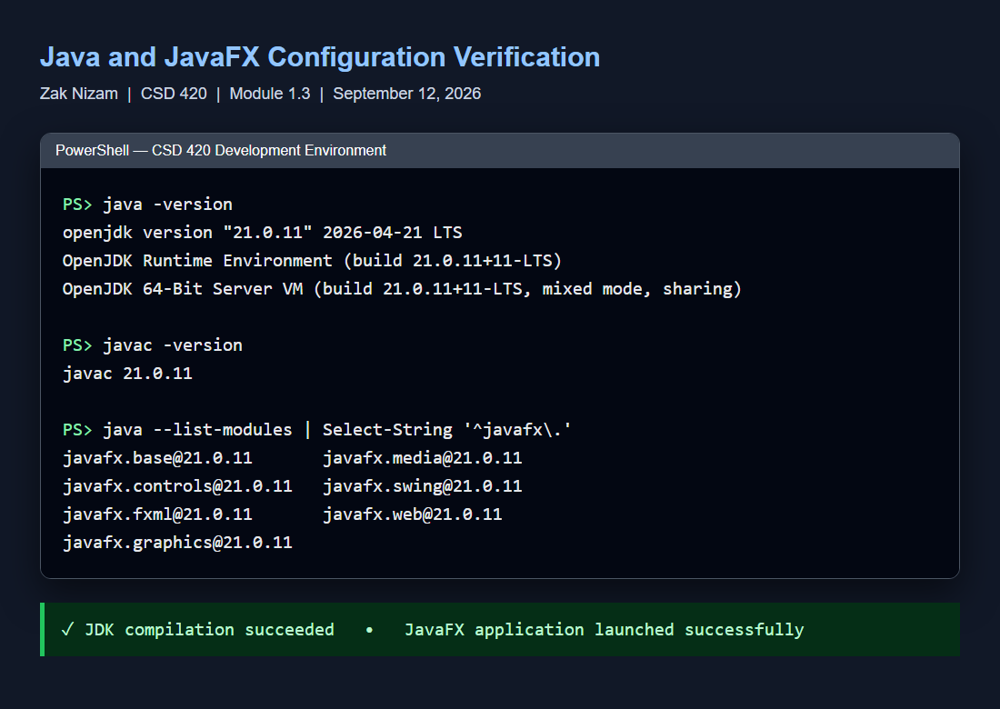 Java and JavaFX Configuration Verification
Zak Nizam | CSD 420 | Module 1.3 | September 12, 2026
PowerShell — CSD 420 Development Environment
PS> java -version
openjdk version "21.0.11" 2026-04-21 LTS
OpenJDK Runtime Environment (build 21.0.11+11-LTS)
OpenJDK 64-Bit Server VM (build 21.0.11+11-LTS, mixed mode, sharing)
PS> javac -version
javac 21.0.11
PS> java --list-modules | Select-String '^javafx\.'
javafx.base@21.0.11 javafx.media@21.0.11
javafx.controls@21.0.11 javafx.swing@21.0.11
javafx.fxml@21.0.11 javafx.web@21.0.11
javafx.graphics@21.0.11
✓ JDK compilation succeeded • JavaFX application launched successfully